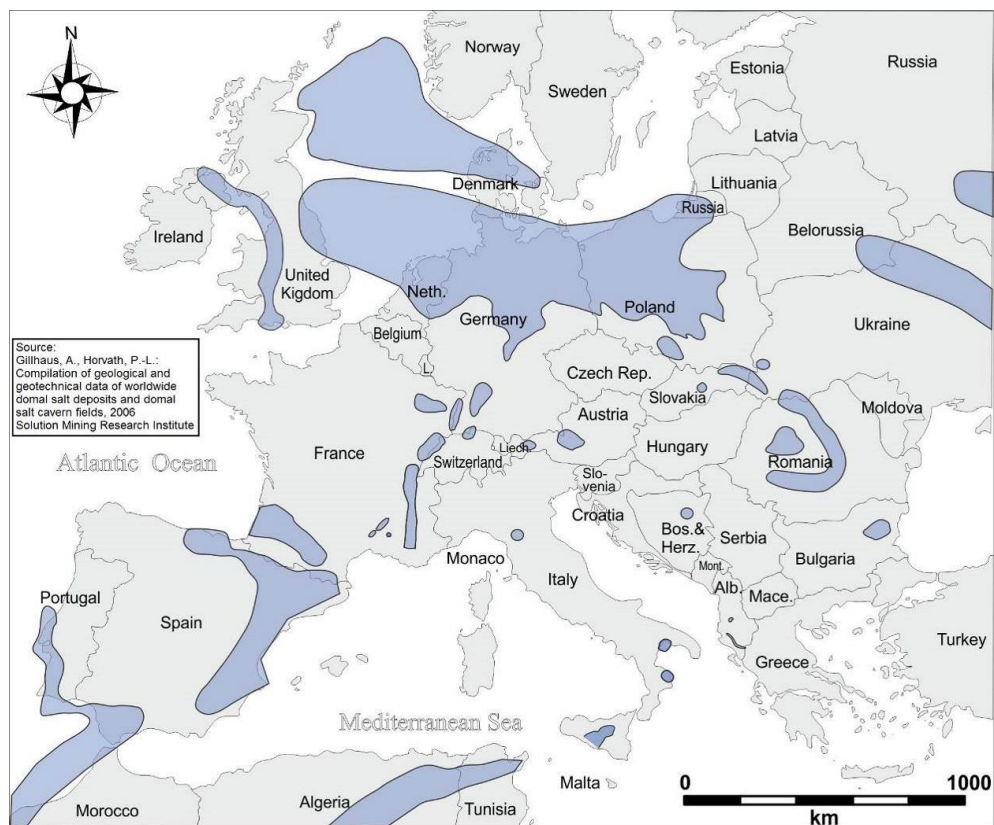 N
Norway
Sweden
Estonia
Russia
Latvia
Denmark
Lithuania
Russia
Belorussia
Ireland
United
Kigdom
Neth.
Germany
Poland
Ukraine
Belgium
L.
Source:
Gillhaus, A., Horvath, P.-L.:
Compilation of geological and
geotechnical data of worldwide
domal salt deposits and domal
salt cavern fields, 2006
Solution Mining Research Institute
Czech Rep.
Slovakia
Austria
Moldova
Atlantic Ocean
France
Switzerland
Liech.
Hungary
Romania
Slo-
venia
Croatia
Bos.&
Herz.
Serbia
Bulgaria
Monaco
Italy
Mont.
Alb.
Mace.
Portugal
Spain
Greece
Turkey
Mediterranean Sea
Malta
Morocco
Algeria
Tunisia
0
1000
km